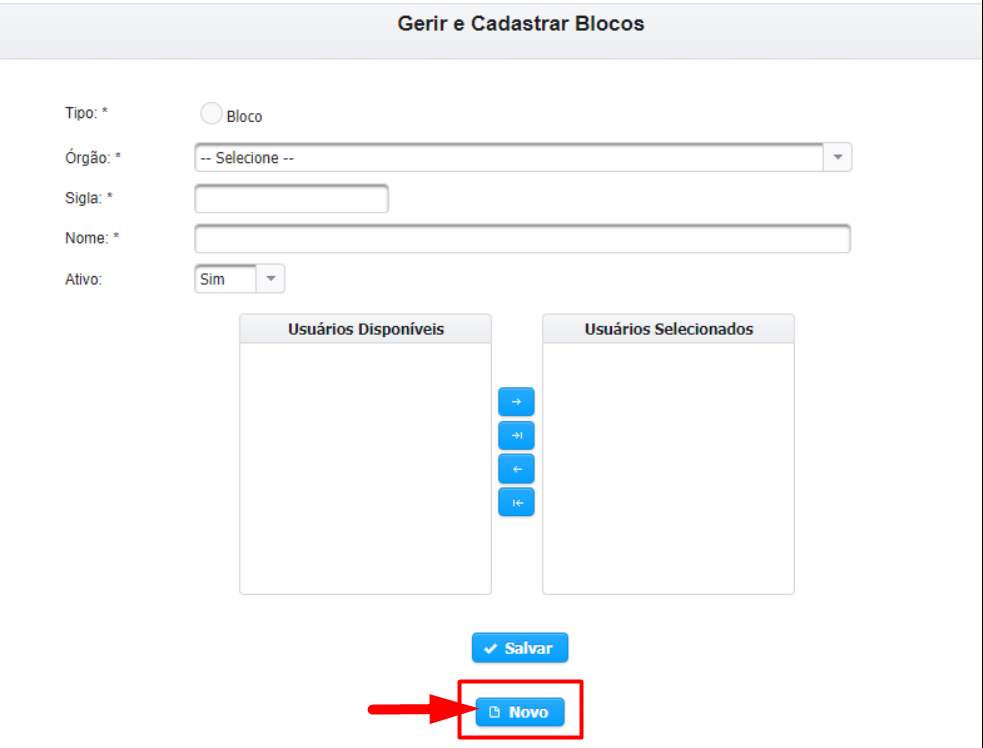 Gerir e Cadastrar Blocos
Tipo: * Bloco
Órgão: * -- Selecione --
Sigla: *
Nome: *
Ativo: Sim
Usuários Disponíveis Usuários Selecionados
Salvar
Novo